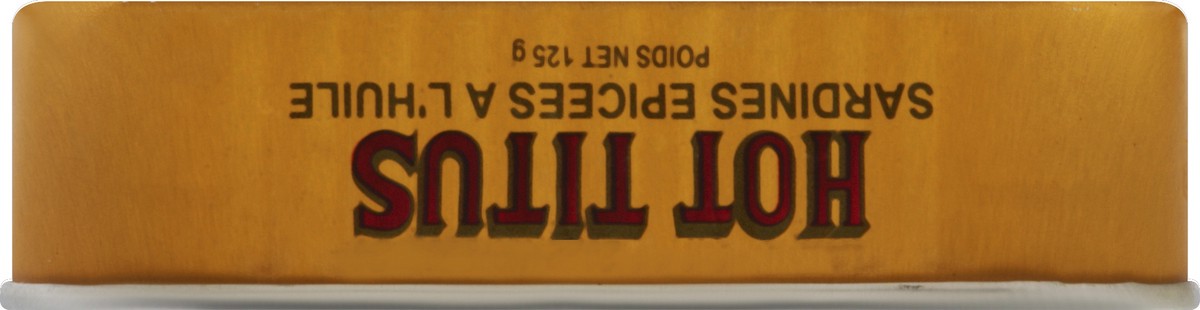 HOT TITUS
SARDINES EPICEES A L'HUILE
POIDS NET 125 g